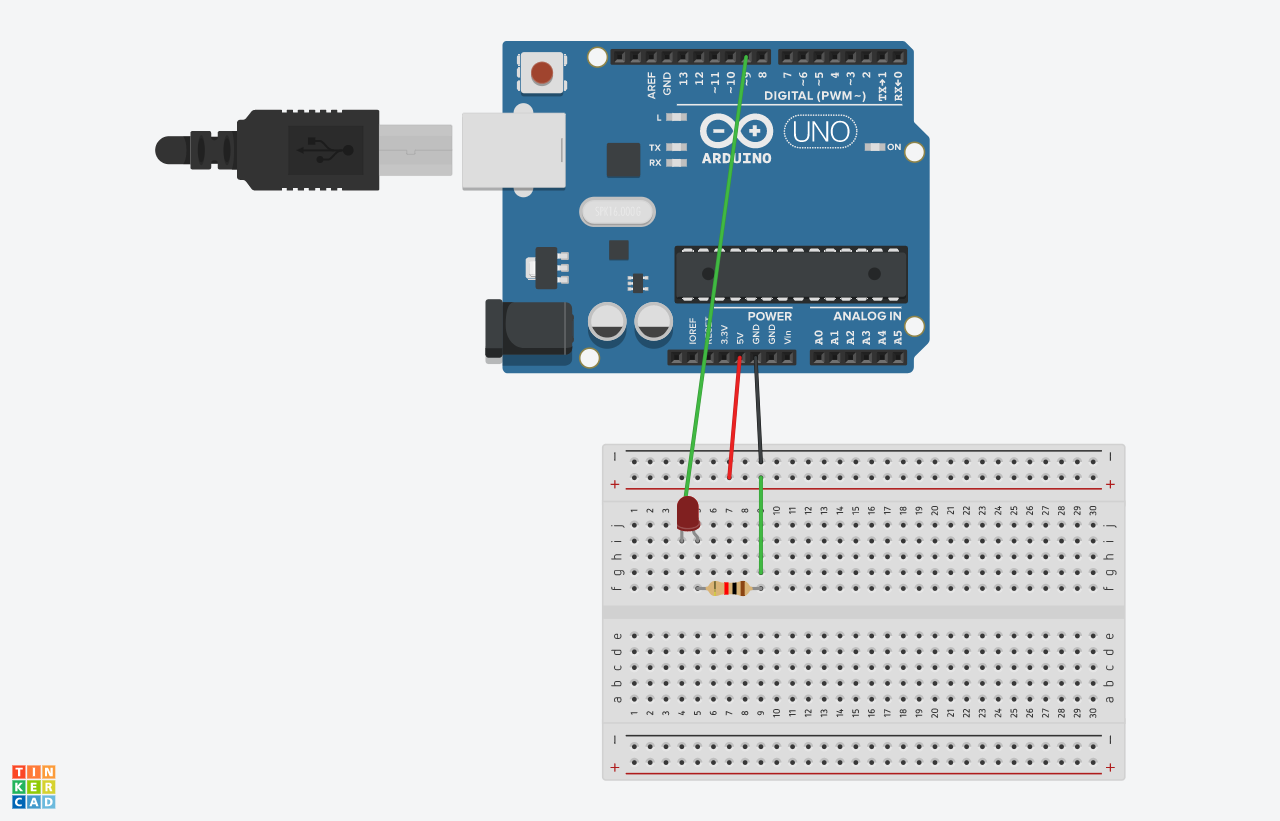 AREF
GND
13
12
~11
~10
~9
8
7
~6
~5
4
~3
2
TX→1
RX←0
DIGITAL (PWM~)
L
TX
RX
ARDUINO
UNO
ON
SPK16.000G
POWER
ANALOG IN
IOREF
RESET
3.3V
5V
GND
GND
Vin
A0
A1
A2
A3
A4
A5
− −
+ +
1 2 3 4 5 6 7 8 9 10 11 12 13 14 15 16 17 18 19 20 21 22 23 24 25 26 27 28 29 30
j j
i i
h h
g g
f f
e e
d d
c c
b b
a a
1 2 3 4 5 6 7 8 9 10 11 12 13 14 15 16 17 18 19 20 21 22 23 24 25 26 27 28 29 30
− −
+ +
TIN
KER
CAD